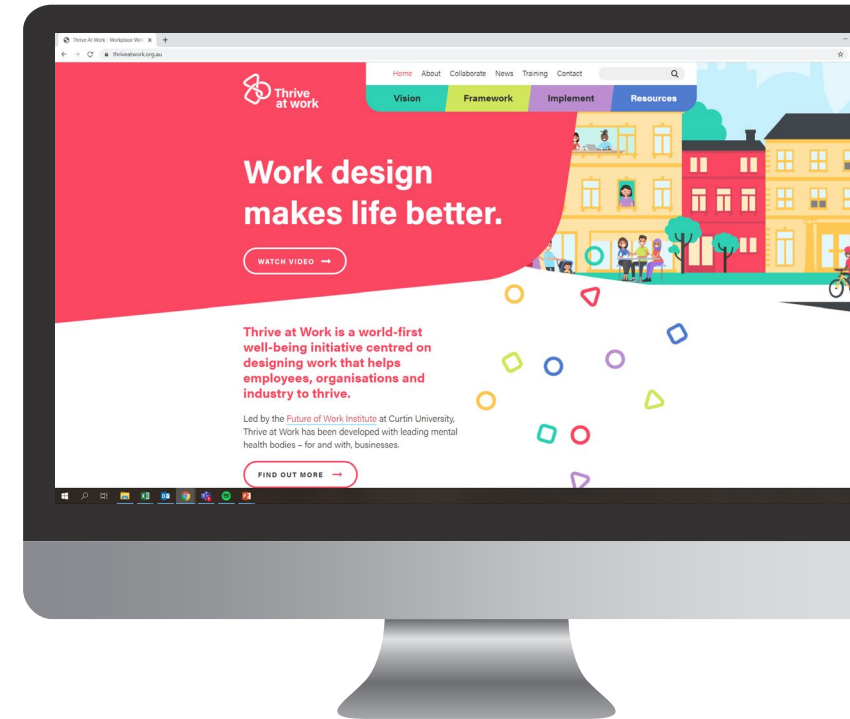 Thrive At Work - Workplace Well
thriveatwork.org.au
Home About Collaborate News Training Contact
Thrive
at work
Vision Framework Implement Resources
Work design
makes life better.
WATCH VIDEO
Thrive at Work is a world-first
well-being initiative centred on
designing work that helps
employees, organisations and
industry to thrive.
Led by the Future of Work Institute at Curtin University,
Thrive at Work has been developed with leading mental
health bodies – for and with, businesses.
FIND OUT MORE